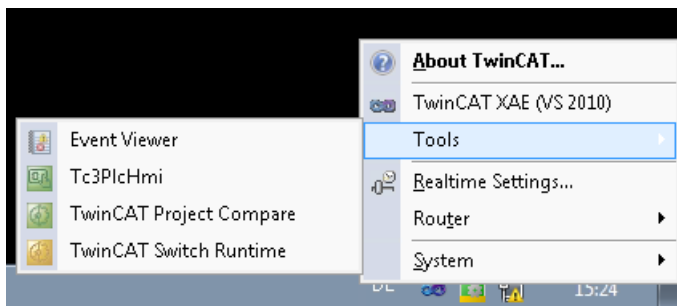 About TwinCAT...
TwinCAT XAE (VS 2010)
Tools
Realtime Settings...
Router
System
Event Viewer
Tc3PlcHmi
TwinCAT Project Compare
TwinCAT Switch Runtime
DE
15:24